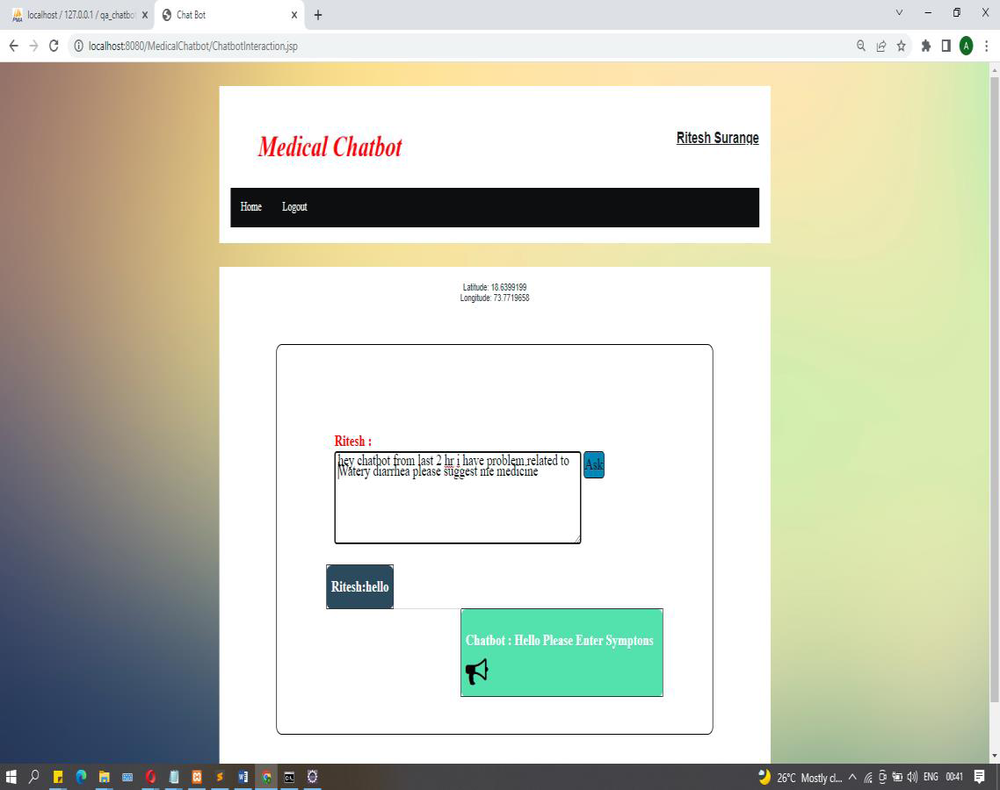 localhost / 127.0.0.1 / qa_chatbo
Chat Bot
localhost:8080/MedicalChatbot/ChatbotInteraction.jsp
A
Medical Chatbot
Ritesh Surange
Home Logout
Latitude: 18.6399199
Longitude: 73.7719658
Ritesh :
hey chatbot from last 2 hr i have problem related to
Watery diarrhea please suggest me medicine
Ask
Ritesh:hello
Chatbot : Hello Please Enter Symptons
26°C Mostly cl... ENG 00:41